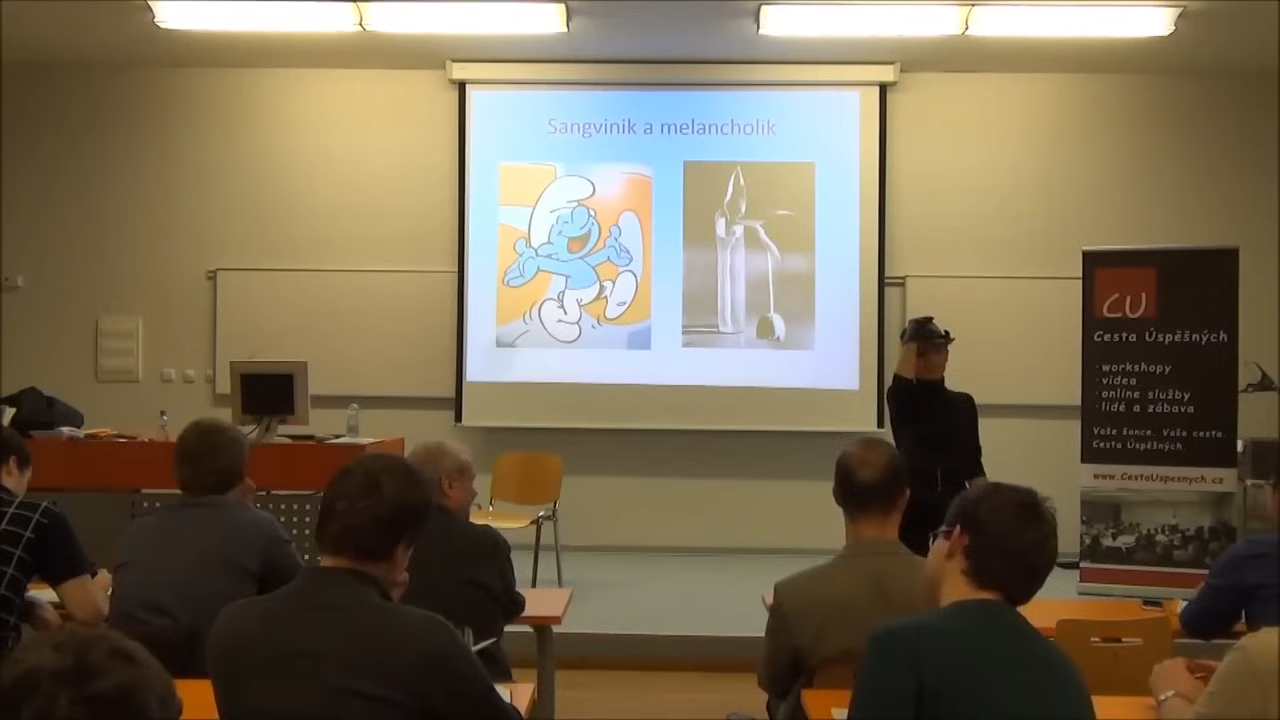 Sangvinik a melancholik
CU
Cesta Úspěšných
· workshopy
· videa
· online služby
· lidé a zábava
Vaše šance. Vaše cesta.
Cesta Úspěšných
www.CestaUspesnych.cz